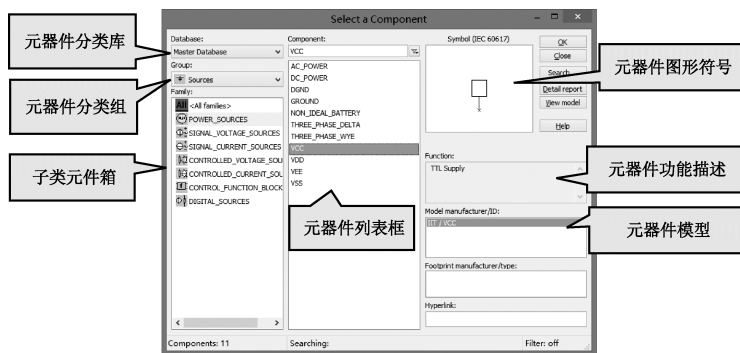 Select a Component
元器件分类库
元器件分类组
子类元件箱
Database:
Master Database
Group:
Sources
Family:
All <All families>
POWER_SOURCES
SIGNAL_VOLTAGE_SOURCES
SIGNAL_CURRENT_SOURCES
CONTROLLED_VOLTAGE_SOU
CONTROLLED_CURRENT_SOU
CONTROL_FUNCTION_BLOCK
DIGITAL_SOURCES
Component:
VCC
AC_POWER
DC_POWER
DGND
GROUND
NON_IDEAL_BATTERY
THREE_PHASE_DELTA
THREE_PHASE_WYE
VCC
VDD
VEE
VSS
元器件列表框
Symbol (IEC 60617)
OK
Close
Search...
Detail report
View model
Help
Function:
TTL Supply
Model manufacturer/ID:
IIT / VCC
Footprint manufacturer/type:
Hyperlink:
元器件图形符号
元器件功能描述
元器件模型
Components: 11
Searching:
Filter: off